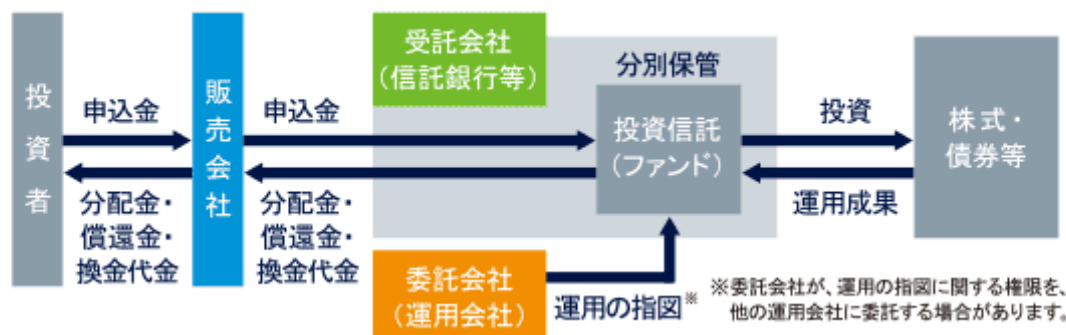 投資者
申込金
分配金・
償還金・
換金代金
販売会社
申込金
分配金・
償還金・
換金代金
受託会社
（信託銀行等）
分別保管
投資信託
（ファンド）
委託会社
（運用会社）
運用の指図※
投資
運用成果
株式・
債券等
※委託会社が、運用の指図に関する権限を、
他の運用会社に委託する場合があります。